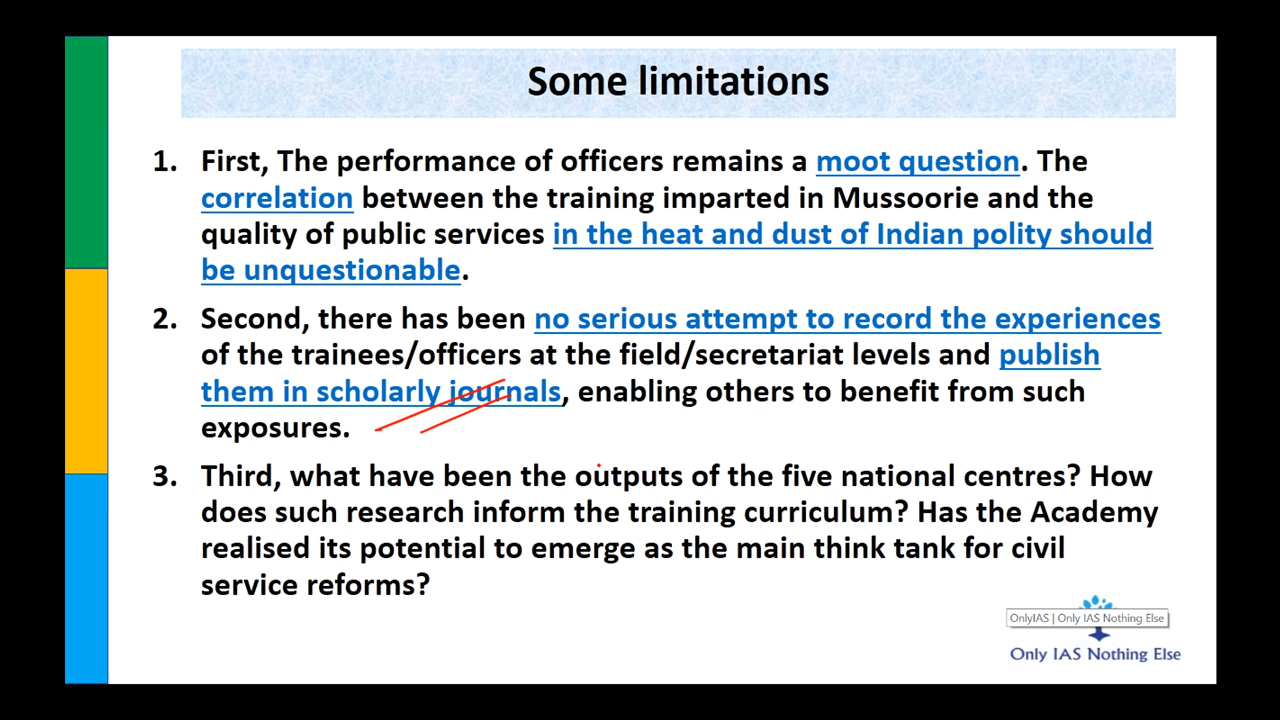 Some limitations
1. First, The performance of officers remains a moot question. The
correlation between the training imparted in Mussoorie and the
quality of public services in the heat and dust of Indian polity should
be unquestionable.
2. Second, there has been no serious attempt to record the experiences
of the trainees/officers at the field/secretariat levels and publish
them in scholarly journals, enabling others to benefit from such
exposures.
3. Third, what have been the outputs of the five national centres? How
does such research inform the training curriculum? Has the Academy
realised its potential to emerge as the main think tank for civil
service reforms?
OnlyIAS | Only IAS Nothing Else
Only IAS Nothing Else